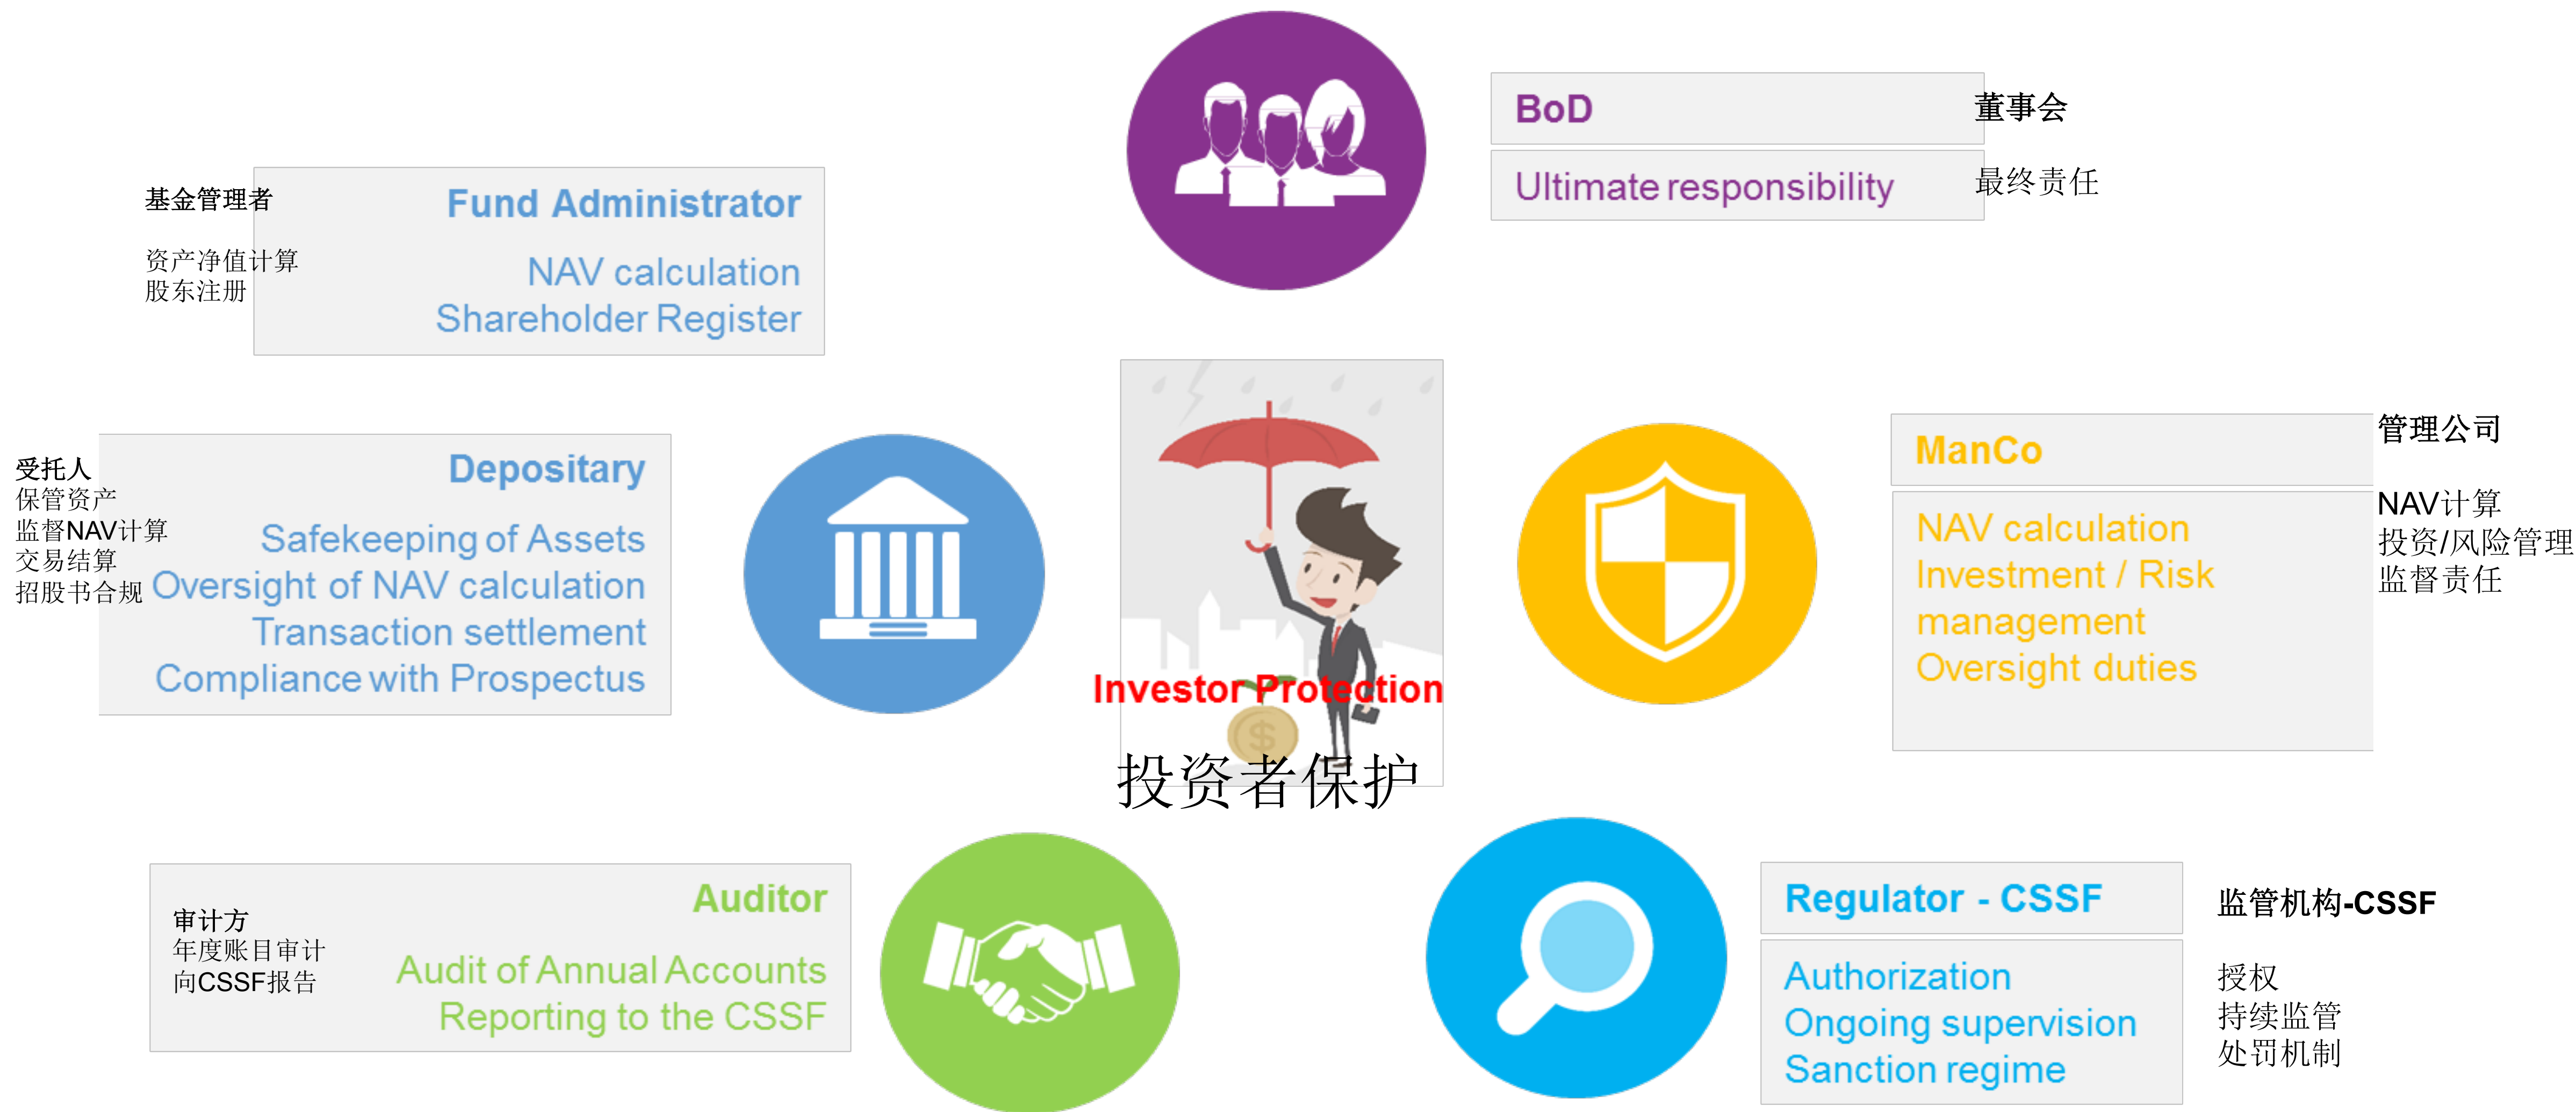 BoD
董事会
Ultimate responsibility
最终责任
基金管理者
Fund Administrator
资产净值计算
股东注册
NAV calculation
Shareholder Register
受托人
保管资产
监督NAV计算
交易结算
招股书合规
Depositary
Safekeeping of Assets
Oversight of NAV calculation
Transaction settlement
Compliance with Prospectus
Investor Protection
$
投资者保护
ManCo
管理公司
NAV calculation
Investment / Risk
management
Oversight duties
NAV计算
投资/风险管理
监督责任
审计方
年度账目审计
向CSSF报告
Auditor
Audit of Annual Accounts
Reporting to the CSSF
Regulator - CSSF
监管机构-CSSF
Authorization
Ongoing supervision
Sanction regime
授权
持续监管
处罚机制